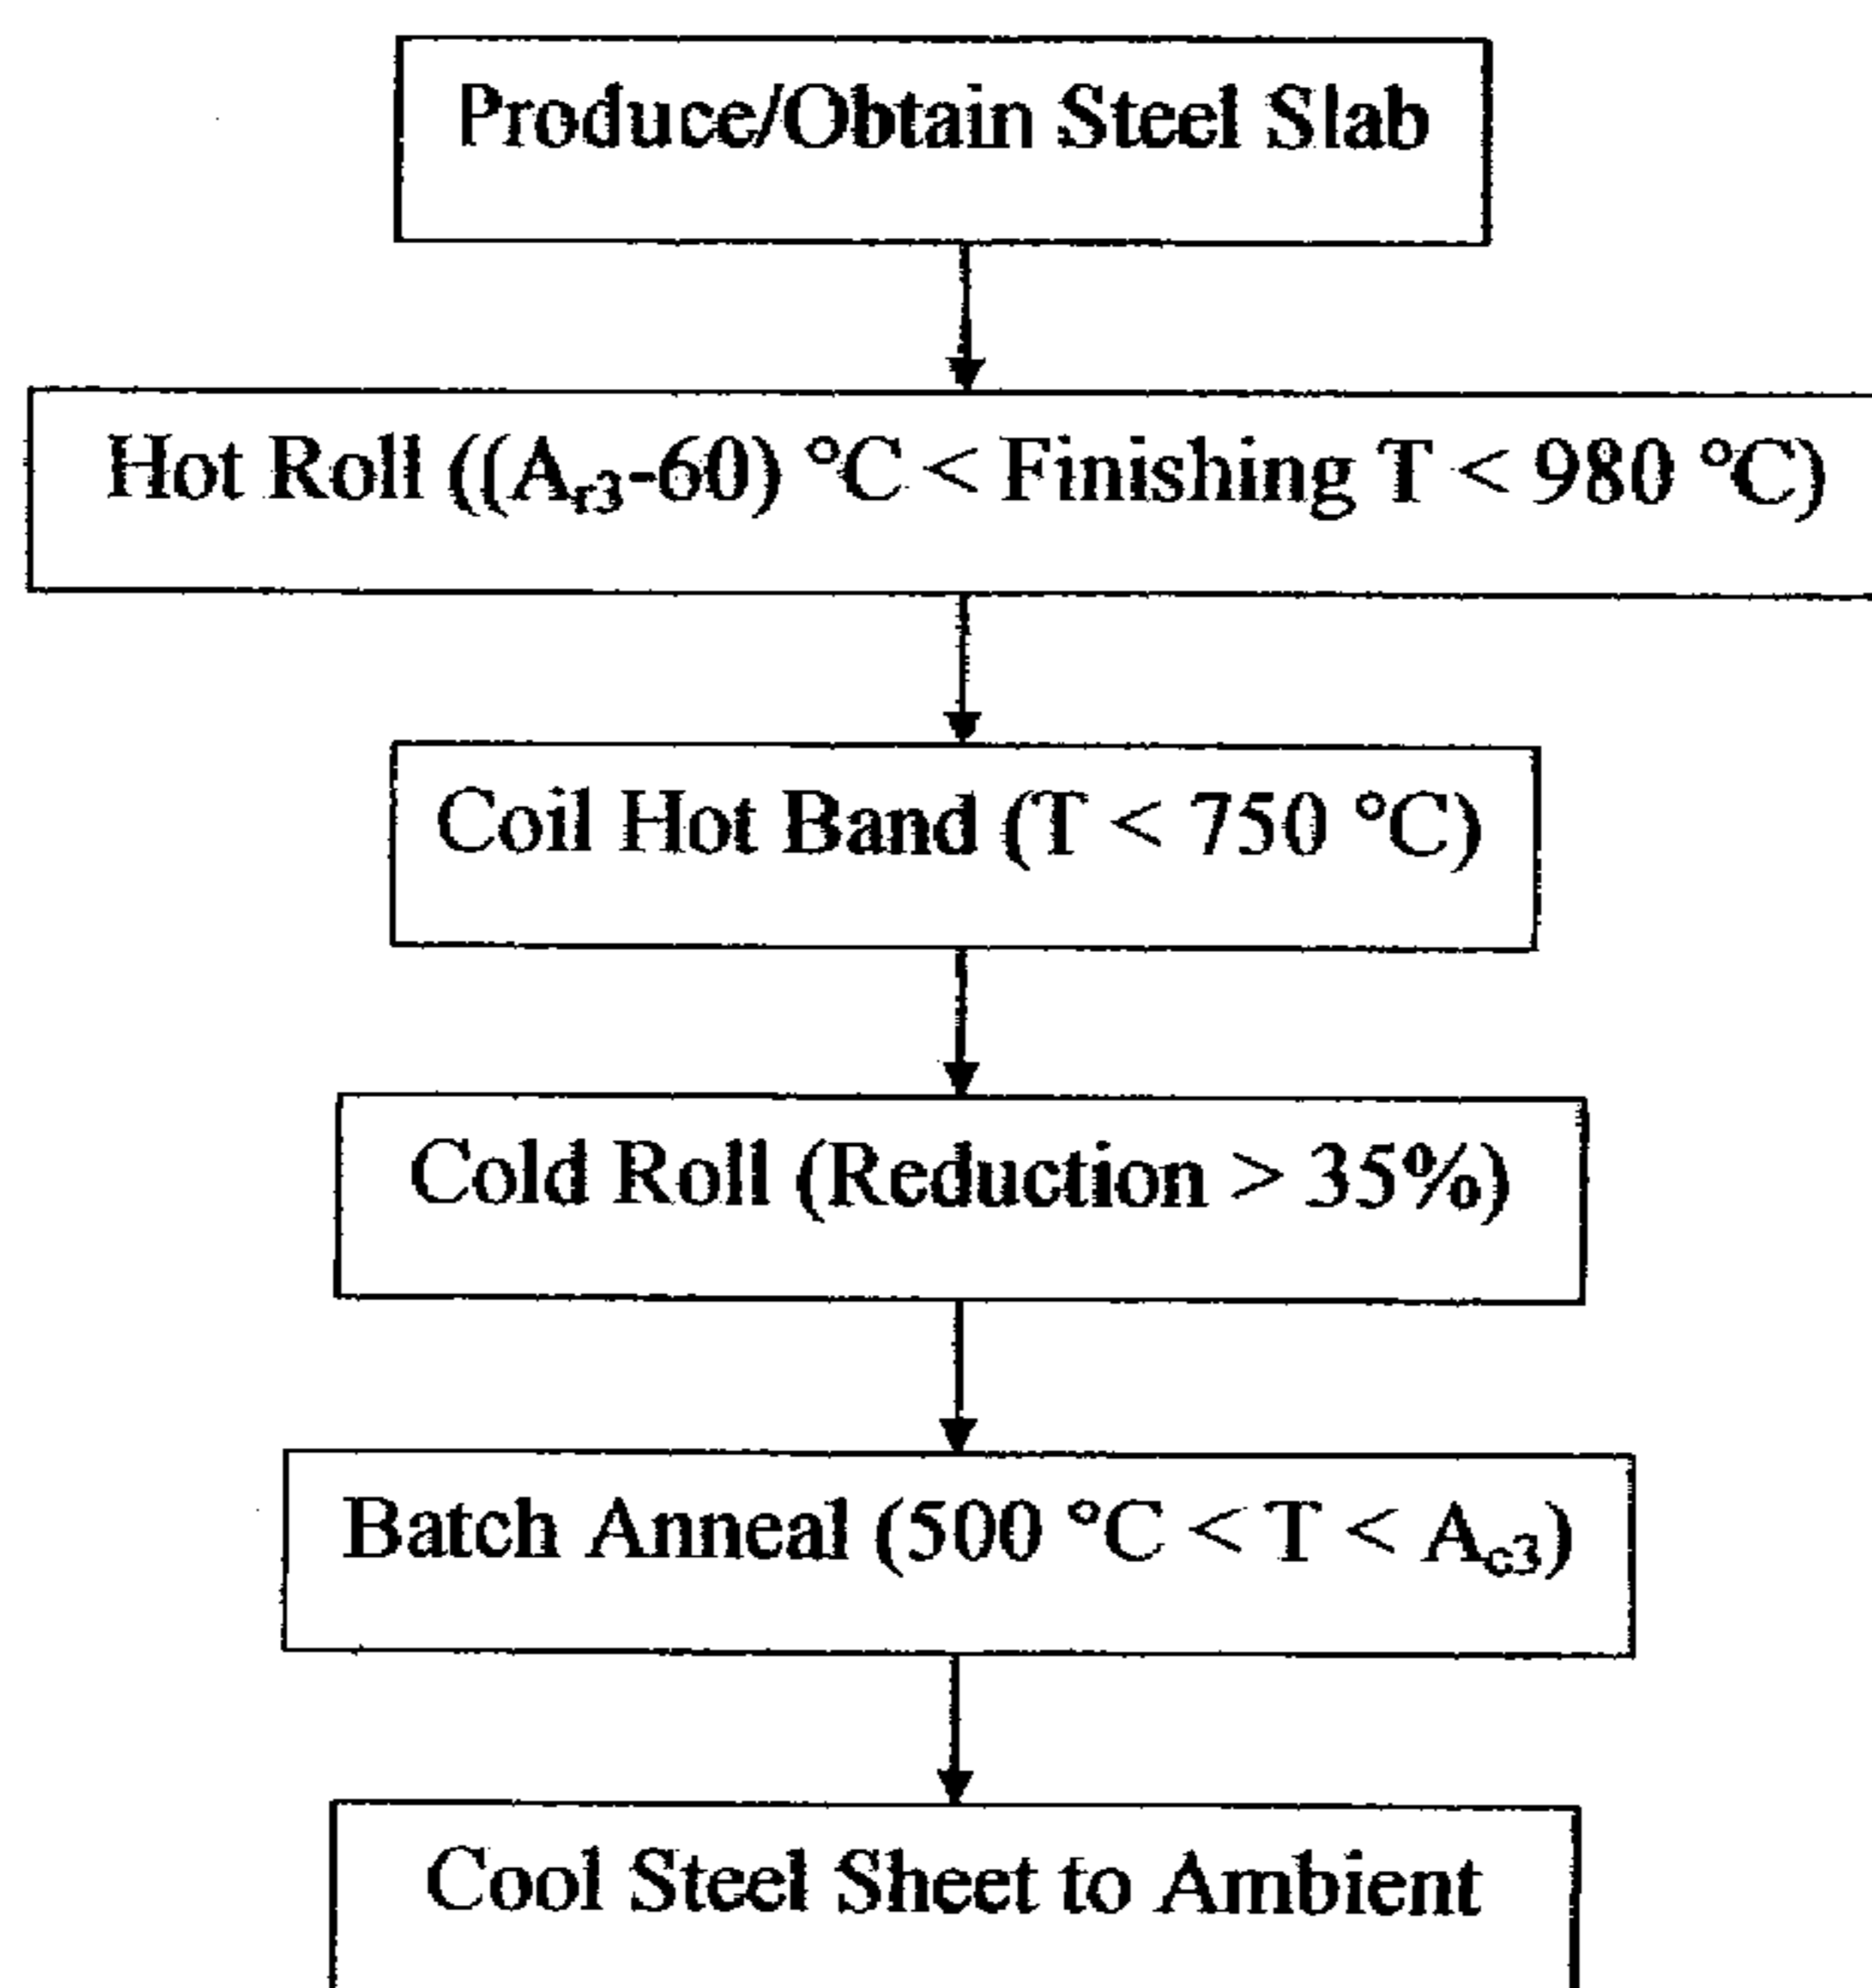 Produce/Obtain Steel Slab
Hot Roll ((Ar3-60) °C < Finishing T < 980 °C)
Coil Hot Band (T < 750 °C)
Cold Roll (Reduction > 35%)
Batch Anneal (500 °C < T < Ac3)
Cool Steel Sheet to Ambient